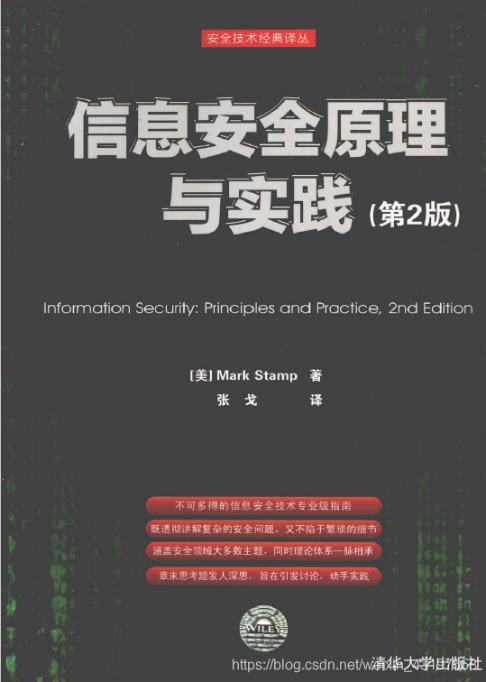 安全技术经典译丛
信息安全原理
与实践(第2版)
Information Security: Principles and Practice, 2nd Edition
[美] Mark Stamp 著
张 戈 译
不可多得的信息安全技术专业级指南
既透彻讲解复杂的安全问题，又不陷于繁琐的细节
涵盖安全领域大多数主题，同时理论体系一脉相承
章末思考题发人深思，旨在引发讨论，动手实践
WILEY
清华大学出版社